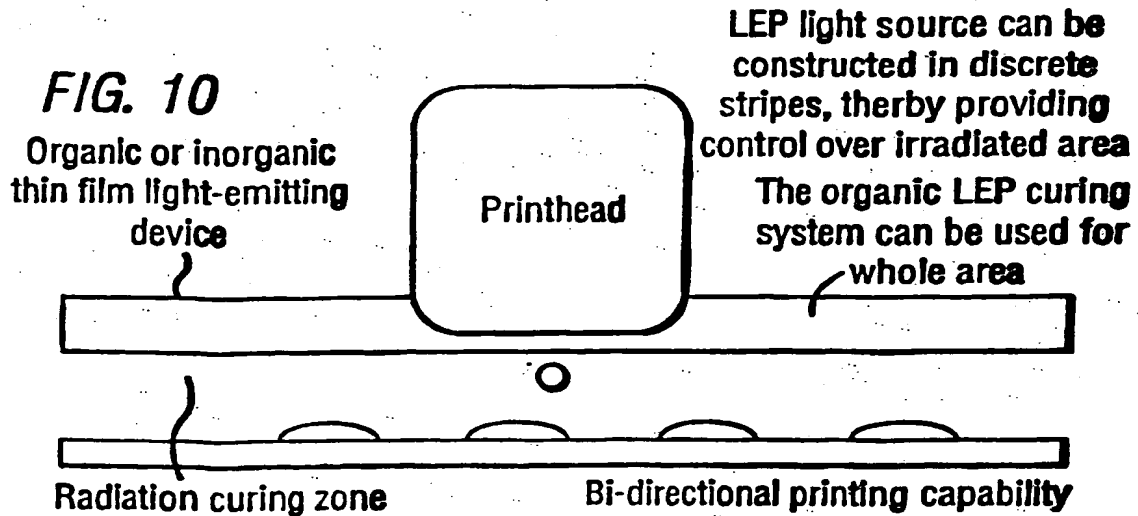 FIG. 10
Organic or inorganic
thin film light-emitting
device
Printhead
LEP light source can be
constructed in discrete
stripes, therby providing
control over irradiated area
The organic LEP curing
system can be used for
whole area
Radiation curing zone
Bi-directional printing capability